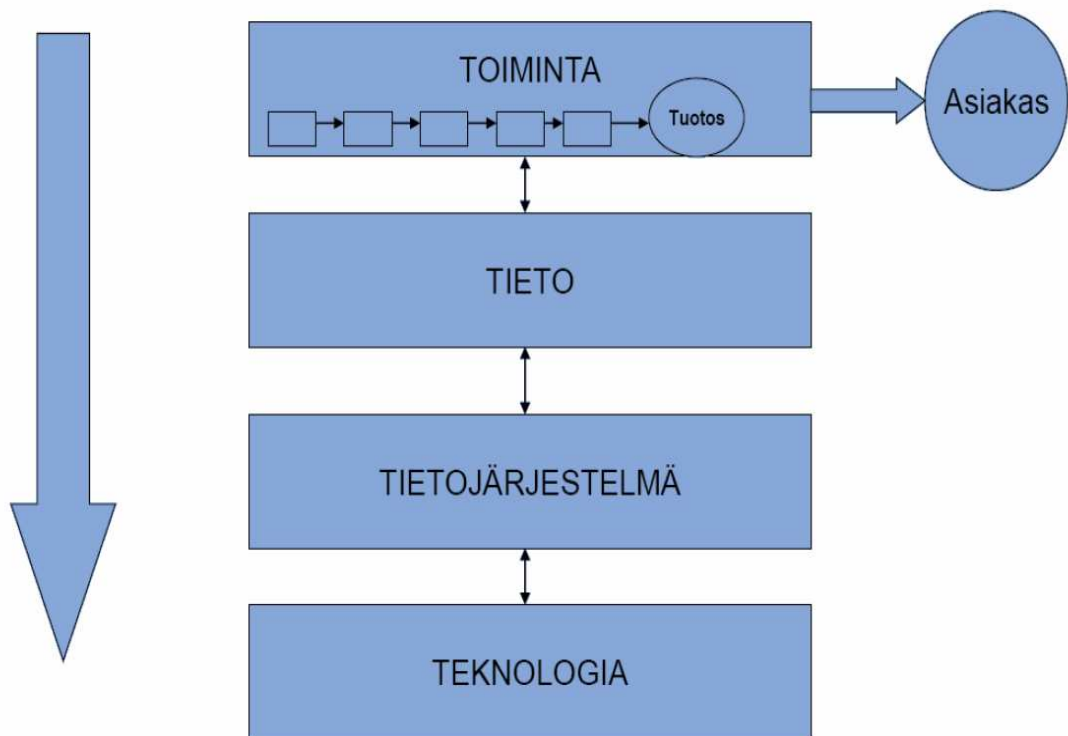 TOIMINTA
Tuotos
Asiakas
TIETO
TIETOJÄRJESTELMÄ
TEKNOLOGIA